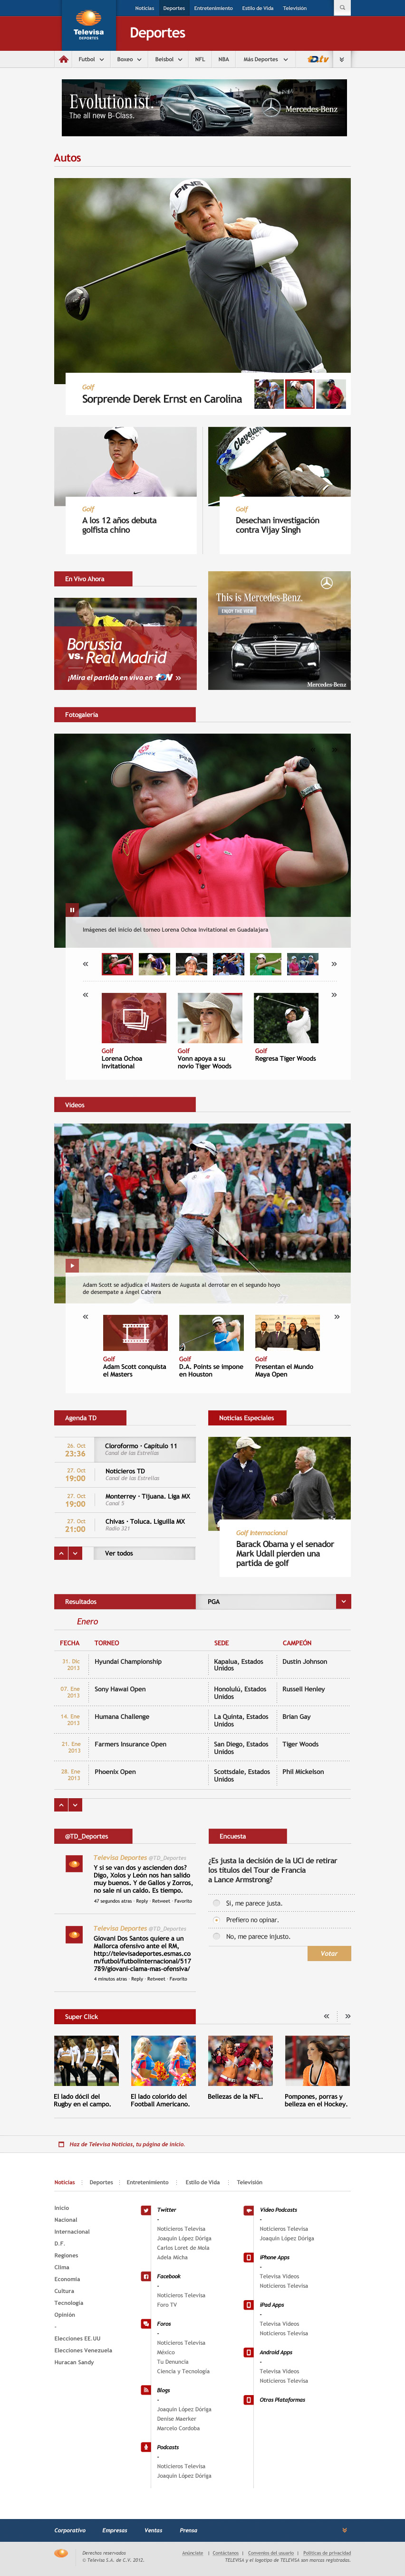 Noticias Deportes Entretenimiento Estilo de Vida Televisión
Televisa
DEPORTES
Deportes
Futbol Boxeo Beisbol NFL NBA Más Deportes TD.tv
Evolutionist.
The all new B-Class.
Mercedes-Benz
Autos
PING
Golf
Sorprende Derek Ernst en Carolina
Golf
A los 12 años debuta
golfista chino
Cleveland
Golf
Desechan investigación
contra Vijay Singh
En Vivo Ahora
Borussia
vs. Real Madrid
¡Mira el partido en vivo en
This is Mercedes-Benz.
ENJOY THE VIEW
Mercedes-Benz
Fotogalería
Imágenes del inicio del torneo Lorena Ochoa Invitational en Guadalajara
Golf
Lorena Ochoa
Invitational
Golf
Vonn apoya a su
novio Tiger Woods
Golf
Regresa Tiger Woods
Videos
Adam Scott se adjudica el Masters de Augusta al derrotar en el segundo hoyo
de desempate a Ángel Cabrera
Golf
Adam Scott conquista
el Masters
Golf
D.A. Points se impone
en Houston
Golf
Presentan el Mundo
Maya Open
Agenda TD
26. Oct
23:36
Cloroformo - Capítulo 11
Canal de las Estrellas
27. Oct
19:00
Noticieros TD
Canal de las Estrellas
27. Oct
19:00
Monterrey - Tijuana. Liga MX
Canal 5
27. Oct
21:00
Chivas - Toluca. Liguilla MX
Radio 321
Ver todos
Noticias Especiales
Golf Internacional
Barack Obama y el senador
Mark Udall pierden una
partida de golf
Resultados PGA
Enero
FECHA TORNEO SEDE CAMPEÓN
31. Dic
2013
Hyundai Championship
Kapalua, Estados
Unidos
Dustin Johnson
07. Ene
2013
Sony Hawai Open
Honolulú, Estados
Unidos
Russell Henley
14. Ene
2013
Humana Challenge
La Quinta, Estados
Unidos
Brian Gay
21. Ene
2013
Farmers Insurance Open
San Diego, Estados
Unidos
Tiger Woods
28. Ene
2013
Phoenix Open
Scottsdale, Estados
Unidos
Phil Mickelson
@TD_Deportes
Televisa Deportes @TD_Deportes
Y si se van dos y ascienden dos?
Digo, Xolos y León nos han salido
muy buenos. Y de Gallos y Zorros,
no sale ni un caldo. Es tiempo.
47 segundos atras · Reply · Retweet · Favorito
Televisa Deportes @TD_Deportes
Giovani Dos Santos quiere a un
Mallorca ofensivo ante el RM,
http://televisadeportes.esmas.co
m/futbol/futbolinternacional/517
789/giovani-clama-mas-ofensiva/
4 minutos atras · Reply · Retweet · Favorito
Encuesta
¿Es justa la decisión de la UCI de retirar
los títulos del Tour de Francia
a Lance Armstrong?
Sí, me parece justa.
Prefiero no opinar.
No, me parece injusto.
Votar
Super Click
El lado dócil del
Rugby en el campo.
El lado colorido del
Football Americano.
Bellezas de la NFL.
Pompones, porras y
belleza en el Hockey.
Haz de Televisa Noticias, tu página de inicio.
Noticias Deportes Entretenimiento Estilo de Vida Televisión
Inicio
Nacional
Internacional
D.F.
Regiones
Clima
Economía
Cultura
Tecnología
Opinión
-
Elecciones EE.UU
Elecciones Venezuela
Huracan Sandy
Twitter
-
Noticieros Televisa
Joaquín López Dóriga
Carlos Loret de Mola
Adela Micha
Facebook
-
Noticieros Televisa
Foro TV
Foros
-
Noticieros Televisa
México
Tu Denuncia
Ciencia y Tecnología
Blogs
-
Joaquín López Dóriga
Denise Maerker
Marcelo Cordoba
Podcasts
-
Noticieros Televisa
Joaquín López Dóriga
Video Podcasts
-
Noticieros Televisa
Joaquín López Dóriga
iPhone Apps
-
Televisa Videos
Noticieros Televisa
iPad Apps
-
Televisa Videos
Noticieros Televisa
Android Apps
-
Televisa Videos
Noticieros Televisa
Otras Plataformas
Corporativo Empresas Ventas Prensa
Derechos reservados
© Televisa S.A. de C.V. 2012.
Anúnciate | Contáctanos | Convenios del usuario | Políticas de privacidad
TELEVISA y el logotipo de TELEVISA son marcas registradas.